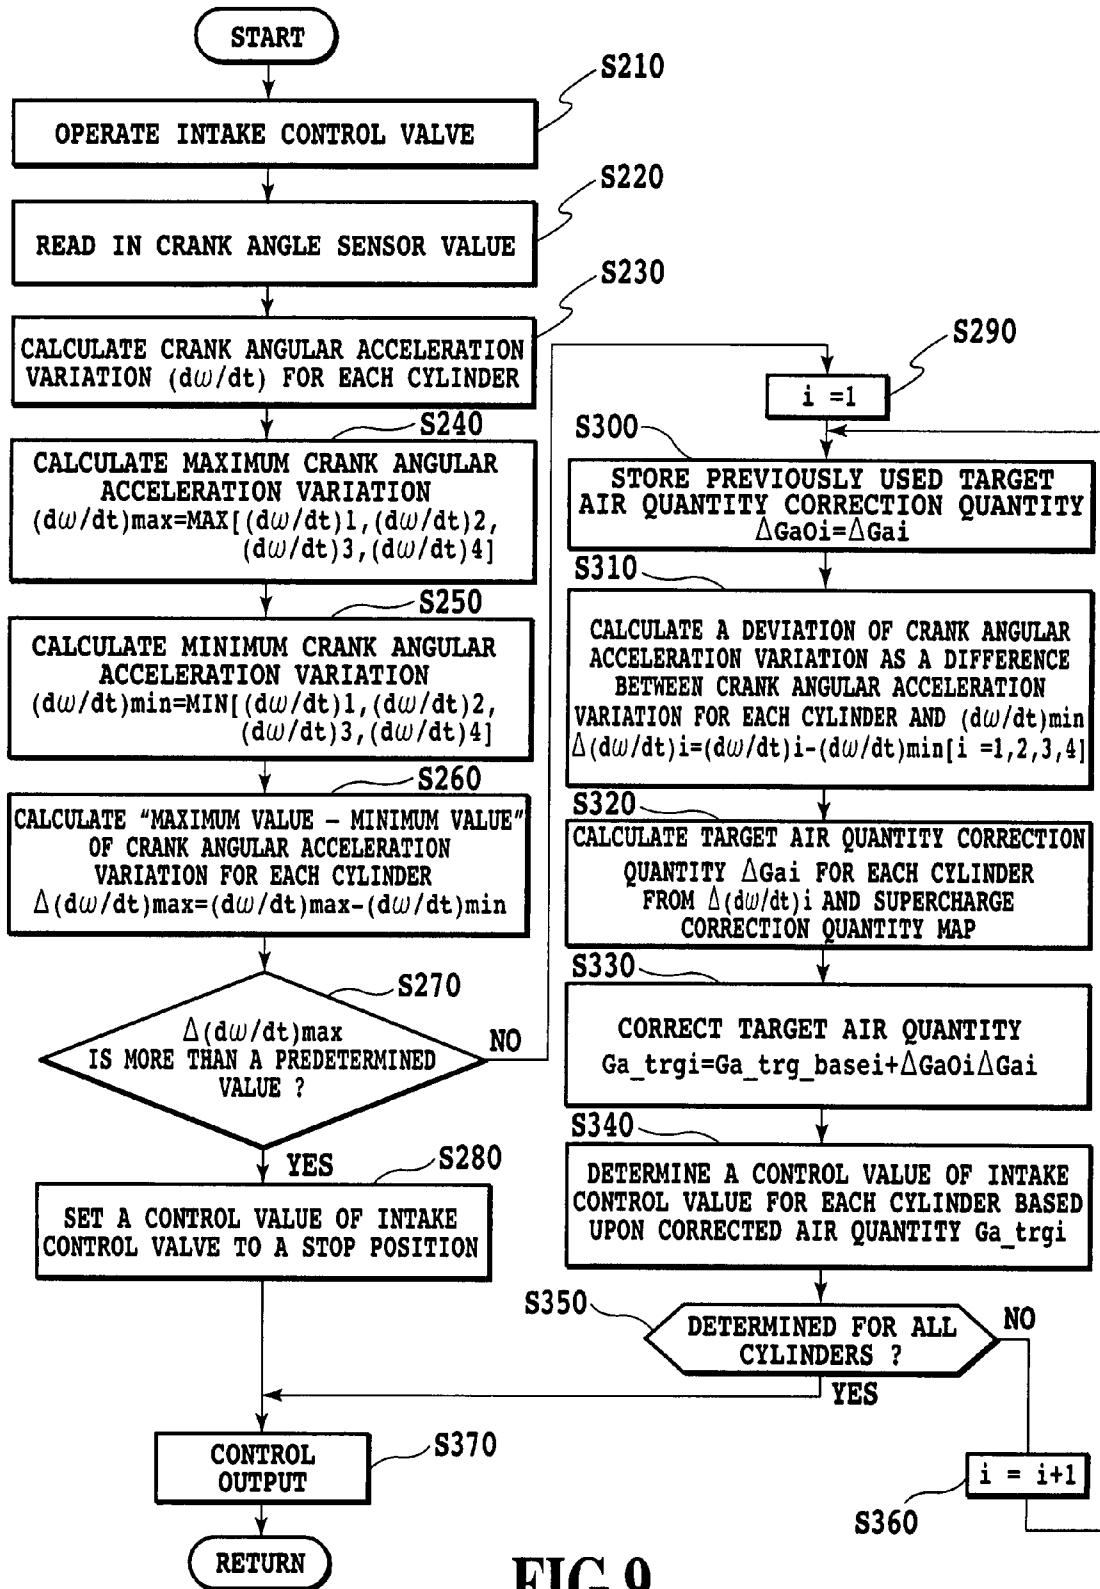 START
S210
OPERATE INTAKE CONTROL VALVE
S220
READ IN CRANK ANGLE SENSOR VALUE
S230
CALCULATE CRANK ANGULAR ACCELERATION
VARIATION (dω/dt) FOR EACH CYLINDER
S240
CALCULATE MAXIMUM CRANK ANGULAR
ACCELERATION VARIATION
(dω/dt)max=MAX[(dω/dt)1,(dω/dt)2,
(dω/dt)3,(dω/dt)4]
S250
CALCULATE MINIMUM CRANK ANGULAR
ACCELERATION VARIATION
(dω/dt)min=MIN[(dω/dt)1,(dω/dt)2,
(dω/dt)3,(dω/dt)4]
S260
CALCULATE "MAXIMUM VALUE – MINIMUM VALUE"
OF CRANK ANGULAR ACCELERATION
VARIATION FOR EACH CYLINDER
Δ(dω/dt)max=(dω/dt)max-(dω/dt)min
S270
Δ(dω/dt)max
IS MORE THAN A PREDETERMINED
VALUE ?
NO
YES
S280
SET A CONTROL VALUE OF INTAKE
CONTROL VALVE TO A STOP POSITION
S290
i =1
S300
STORE PREVIOUSLY USED TARGET
AIR QUANTITY CORRECTION QUANTITY
ΔGaOi=ΔGai
S310
CALCULATE A DEVIATION OF CRANK ANGULAR
ACCELERATION VARIATION AS A DIFFERENCE
BETWEEN CRANK ANGULAR ACCELERATION
VARIATION FOR EACH CYLINDER AND (dω/dt)min
Δ(dω/dt)i=(dω/dt)i-(dω/dt)min[i =1,2,3,4]
S320
CALCULATE TARGET AIR QUANTITY CORRECTION
QUANTITY ΔGai FOR EACH CYLINDER
FROM Δ(dω/dt)i AND SUPERCHARGE
CORRECTION QUANTITY MAP
S330
CORRECT TARGET AIR QUANTITY
Ga_trgi=Ga_trg_basei+ΔGaOiΔGai
S340
DETERMINE A CONTROL VALUE OF INTAKE
CONTROL VALUE FOR EACH CYLINDER BASED
UPON CORRECTED AIR QUANTITY Ga_trgi
S350
DETERMINED FOR ALL
CYLINDERS ?
NO
YES
i = i+1
S360
CONTROL
OUTPUT
S370
RETURN
FIG.9